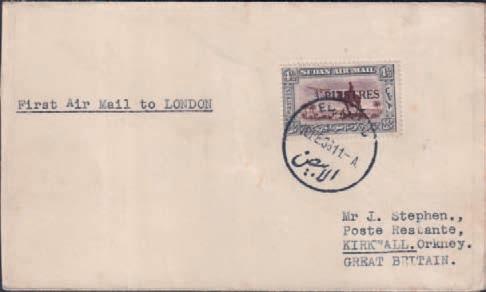 SUDAN AIR MAIL
PIASTRES
First Air Mail to LONDON
EL
الابيض
Mr J. Stephen.,
Poste Restante,
KIRKWALL. Orkney.
GREAT BRITAIN.